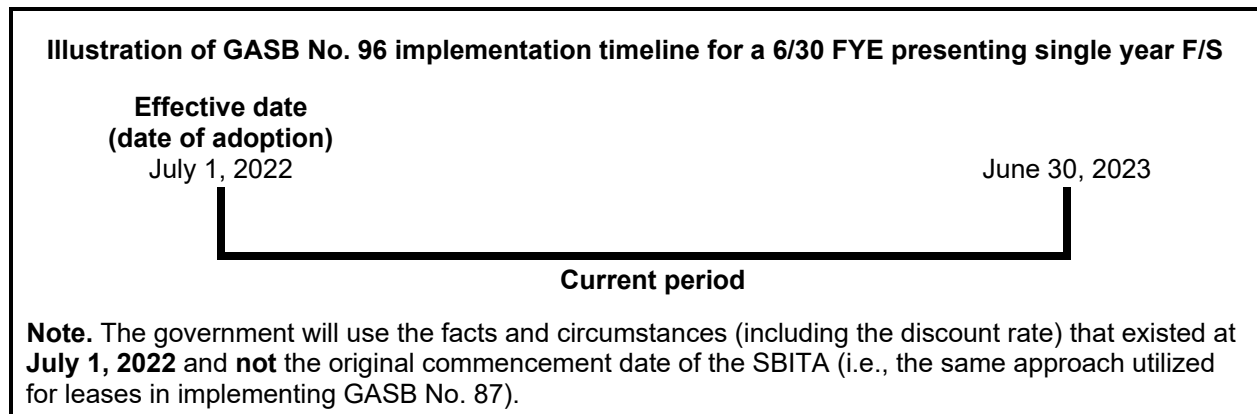 Illustration of GASB No. 96 implementation timeline for a 6/30 FYE presenting single year F/S
Effective date
(date of adoption)
July 1, 2022
June 30, 2023
Current period
Note. The government will use the facts and circumstances (including the discount rate) that existed at
July 1, 2022 and not the original commencement date of the SBITA (i.e., the same approach utilized
for leases in implementing GASB No. 87).